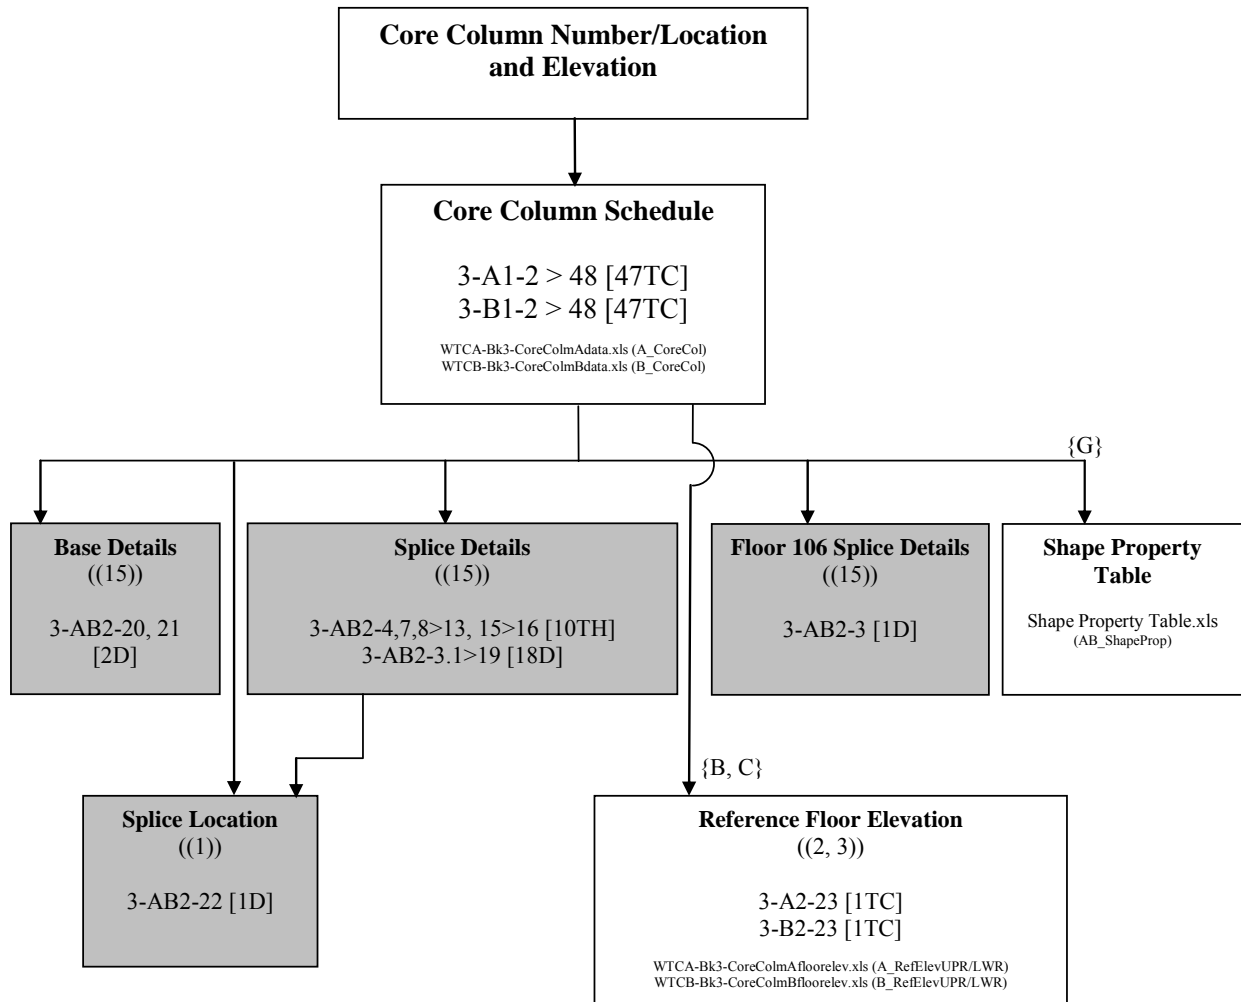 Core Column Number/Location
and Elevation
Core Column Schedule
3-A1-2 > 48 [47TC]
3-B1-2 > 48 [47TC]
WTCA-Bk3-CoreColmAdata.xls (A_CoreCol)
WTCB-Bk3-CoreColmBdata.xls (B_CoreCol)
{G}
Base Details
((15))
3-AB2-20, 21
[2D]
Splice Details
((15))
3-AB2-4,7,8>13, 15>16 [10TH]
3-AB2-3.1>19 [18D]
Floor 106 Splice Details
((15))
3-AB2-3 [1D]
Shape Property
Table
Shape Property Table.xls
(AB_ShapeProp)
{B, C}
Splice Location
((1))
3-AB2-22 [1D]
Reference Floor Elevation
((2, 3))
3-A2-23 [1TC]
3-B2-23 [1TC]
WTCA-Bk3-CoreColmAfloorelev.xls (A_RefElevUPR/LWR)
WTCB-Bk3-CoreColmBfloorelev.xls (B_RefElevUPR/LWR)